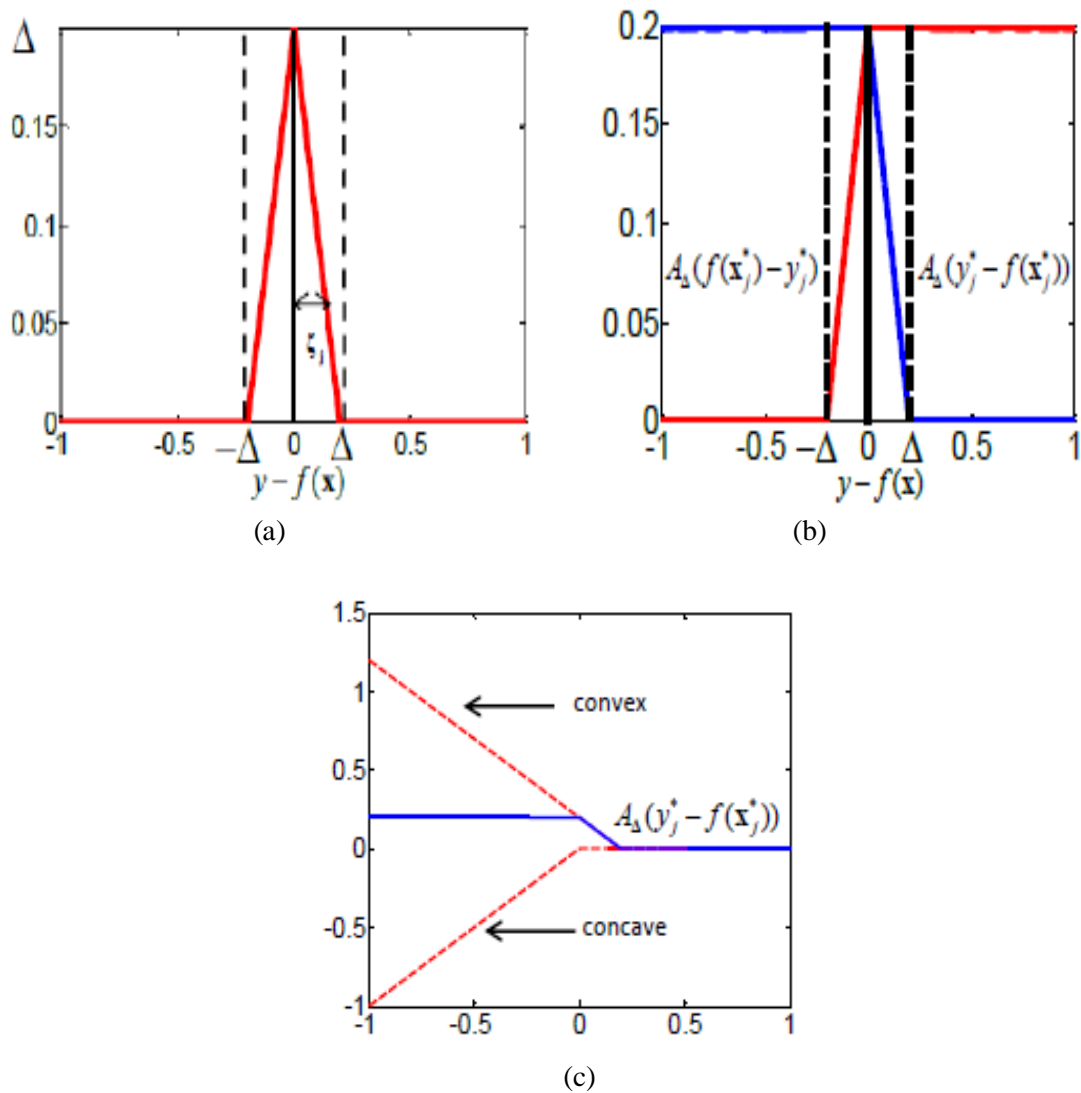 Δ
0.15
0.1
0.05
0
-1 -0.5 −Δ 0 Δ 0.5 1
y − f(x)
ζj
(a)
0.2
0.15
0.1
0.05
0
A_Δ(f(x_j^*) − y_j^*)
A_Δ(y_j^* − f(x_j^*))
-1 -0.5 −Δ 0 Δ 0.5 1
y − f(x)
(b)
1.5
1
0.5
0
-0.5
-1
convex
A_Δ(y_j^* − f(x_j^*))
concave
-1 -0.5 0 0.5 1
(c)